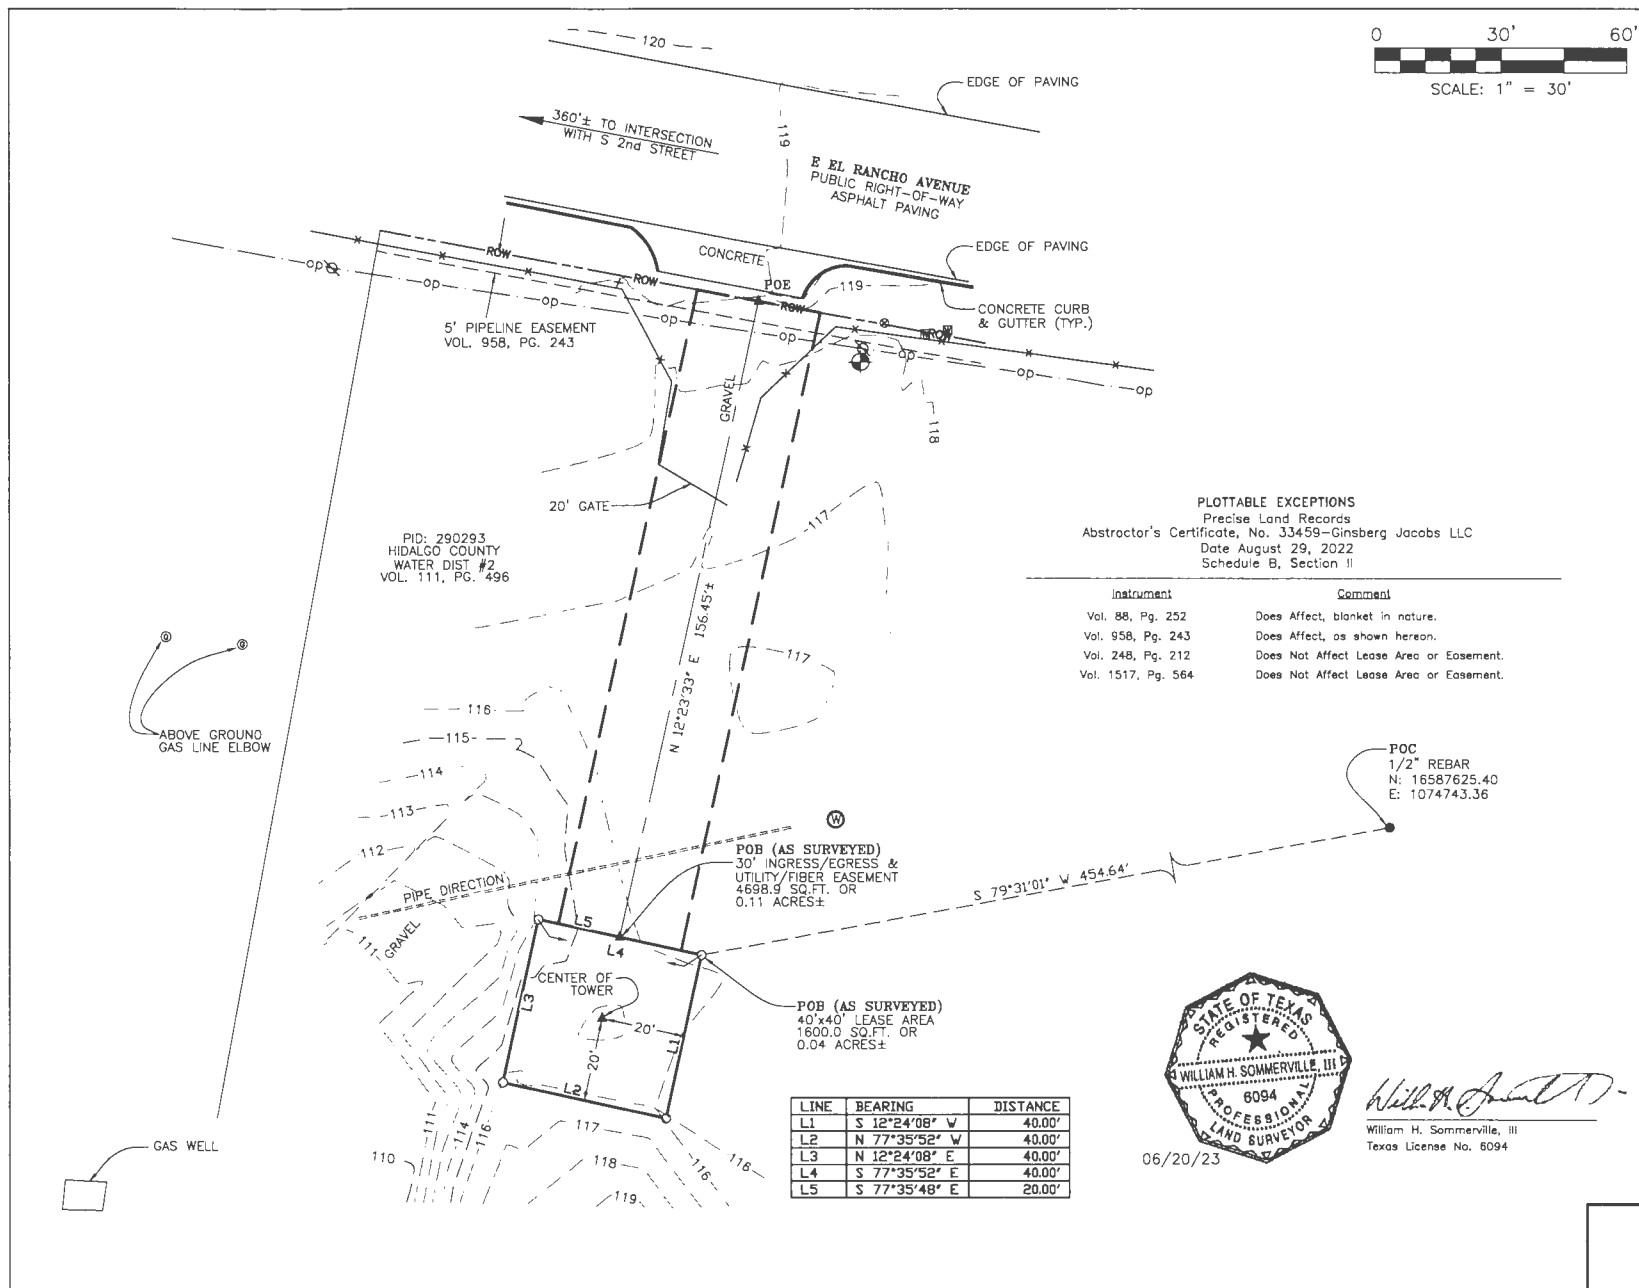 0 30' 60'
SCALE: 1" = 30'
120
EDGE OF PAVING
360'± TO INTERSECTION
WITH S 2nd STREET
119
E EL RANCHO AVENUE
PUBLIC RIGHT-OF-WAY
ASPHALT PAVING
EDGE OF PAVING
CONCRETE
ROW
ROW
POE
ROW
119
ROW
CONCRETE CURB
& GUTTER (TYP.)
op
op
op
op
op
op
op
op
5' PIPELINE EASEMENT
VOL. 958, PG. 243
GRAVEL
118
20' GATE
117
PID: 290293
HIDALGO COUNTY
WATER DIST #2
VOL. 111, PG. 496
PLOTTABLE EXCEPTIONS
Precise Land Records
Abstractor's Certificate, No. 33459-Ginsberg Jacobs LLC
Date August 29, 2022
Schedule B, Section II
Instrument Comment
Vol. 88, Pg. 252 Does Affect, blanket in nature.
Vol. 958, Pg. 243 Does Affect, as shown hereon.
Vol. 248, Pg. 212 Does Not Affect Lease Area or Easement.
Vol. 1517, Pg. 564 Does Not Affect Lease Area or Easement.
N 12°23'33" E 156.45'±
G
G
ABOVE GROUND
GAS LINE ELBOW
117
116
115
114
113
112
111
POC
1/2" REBAR
N: 16587625.40
E: 1074743.36
W
S 79°31'01" W 454.64'
POB (AS SURVEYED)
30' INGRESS/EGRESS &
UTILITY/FIBER EASEMENT
4698.9 SQ.FT. OR
0.11 ACRES±
PIPE DIRECTION
GRAVEL
L5
L4
CENTER OF
TOWER
L3
20'
20'
L1
L2
POB (AS SURVEYED)
40'x40' LEASE AREA
1600.0 SQ.FT. OR
0.04 ACRES±
GAS WELL
110
111
114
116
117
118
119
116
116
LINE BEARING DISTANCE
L1 S 12°24'08" W 40.00'
L2 N 77°35'52" W 40.00'
L3 N 12°24'08" E 40.00'
L4 S 77°35'52" E 40.00'
L5 S 77°35'48" E 20.00'
STATE OF TEXAS
REGISTERED
WILLIAM H. SOMMERVILLE, III
6094
PROFESSIONAL
LAND SURVEYOR
06/20/23
William H. Sommerville, III
Texas License No. 6094